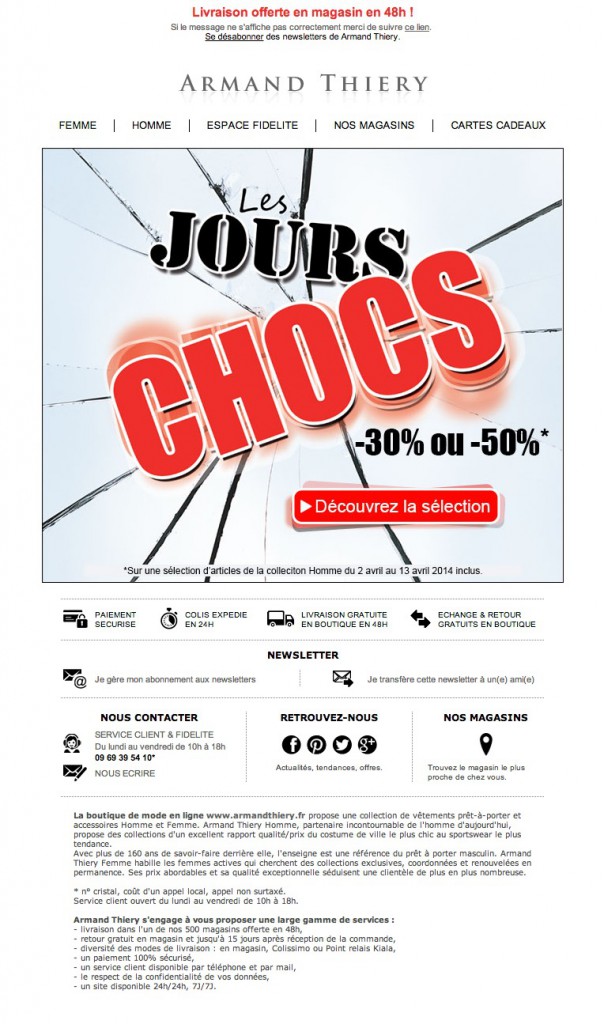 Livraison offerte en magasin en 48h !
Si le message ne s'affiche pas correctement merci de suivre ce lien.
Se désabonner des newsletters de Armand Thiery.
ARMAND THIERY
FEMME | HOMME | ESPACE FIDELITE | NOS MAGASINS | CARTES CADEAUX
Les
JOURS
CHOCS
-30% ou -50%*
Découvrez la sélection
*Sur une sélection d'articles de la colleciton Homme du 2 avril au 13 avril 2014 inclus.
PAIEMENT
SECURISE
COLIS EXPEDIE
EN 24H
LIVRAISON GRATUITE
EN BOUTIQUE EN 48H
ECHANGE & RETOUR
GRATUITS EN BOUTIQUE
NEWSLETTER
Je gère mon abonnement aux newsletters
Je transfère cette newsletter à un(e) ami(e)
NOUS CONTACTER
SERVICE CLIENT & FIDELITE
Du lundi au vendredi de 10h à 18h
09 69 39 54 10*
NOUS ECRIRE
RETROUVEZ-NOUS
Actualités, tendances, offres.
NOS MAGASINS
Trouvez le magasin le plus
proche de chez vous.
La boutique de mode en ligne www.armandthiery.fr propose une collection de vêtements prêt-à-porter et
accessoires Homme et Femme. Armand Thiery Homme, partenaire incontournable de l'homme d'aujourd'hui,
propose des collections d'un excellent rapport qualité/prix du costume de ville le plus chic au sportswear le plus
tendance.
Avec plus de 160 ans de savoir-faire derrière elle, l'enseigne est une référence du prêt à porter masculin. Armand
Thiery Femme habille les femmes actives qui cherchent des collections exclusives, coordonnées et renouvelées en
permanence. Ses prix abordables et sa qualité exceptionnelle séduisent une clientèle de plus en plus nombreuse.
* n° cristal, coût d'un appel local, appel non surtaxé.
Service client ouvert du lundi au vendredi de 10h à 18h.
Armand Thiery s'engage à vous proposer une large gamme de services :
- livraison dans l'un de nos 500 magasins offerte en 48h,
- retour gratuit en magasin et jusqu'à 15 jours après réception de la commande,
- diversité des modes de livraison : en magasin, Colissimo ou Point relais Kiala,
- un paiement 100% sécurisé,
- un service client disponible par téléphone et par mail,
- le respect de la confidentialité de vos données,
- un site disponible 24h/24h, 7J/7J.